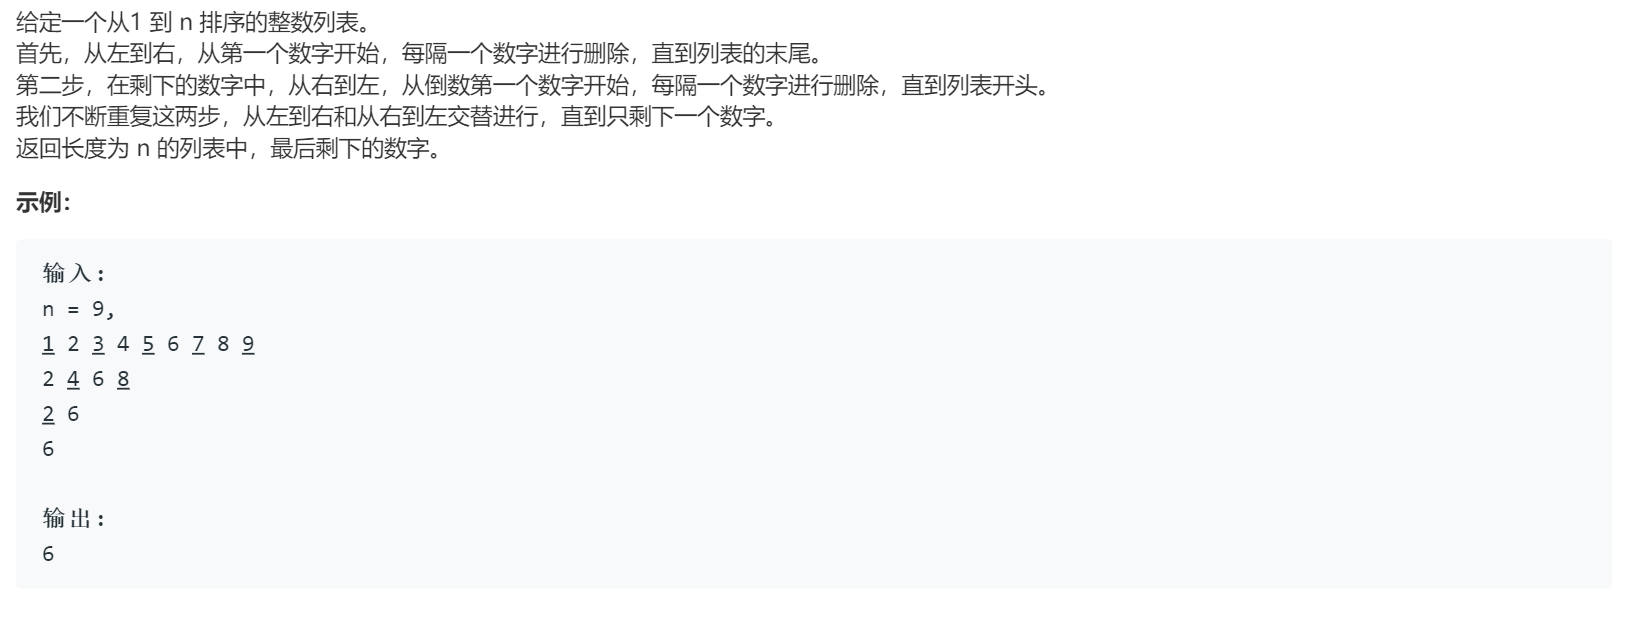 给定一个从1 到 n 排序的整数列表。
首先，从左到右，从第一个数字开始，每隔一个数字进行删除，直到列表的末尾。
第二步，在剩下的数字中，从右到左，从倒数第一个数字开始，每隔一个数字进行删除，直到列表开头。
我们不断重复这两步，从左到右和从右到左交替进行，直到只剩下一个数字。
返回长度为 n 的列表中，最后剩下的数字。
示例：
输入:
n = 9,
1 2 3 4 5 6 7 8 9
2 4 6 8
2 6
6
输出:
6